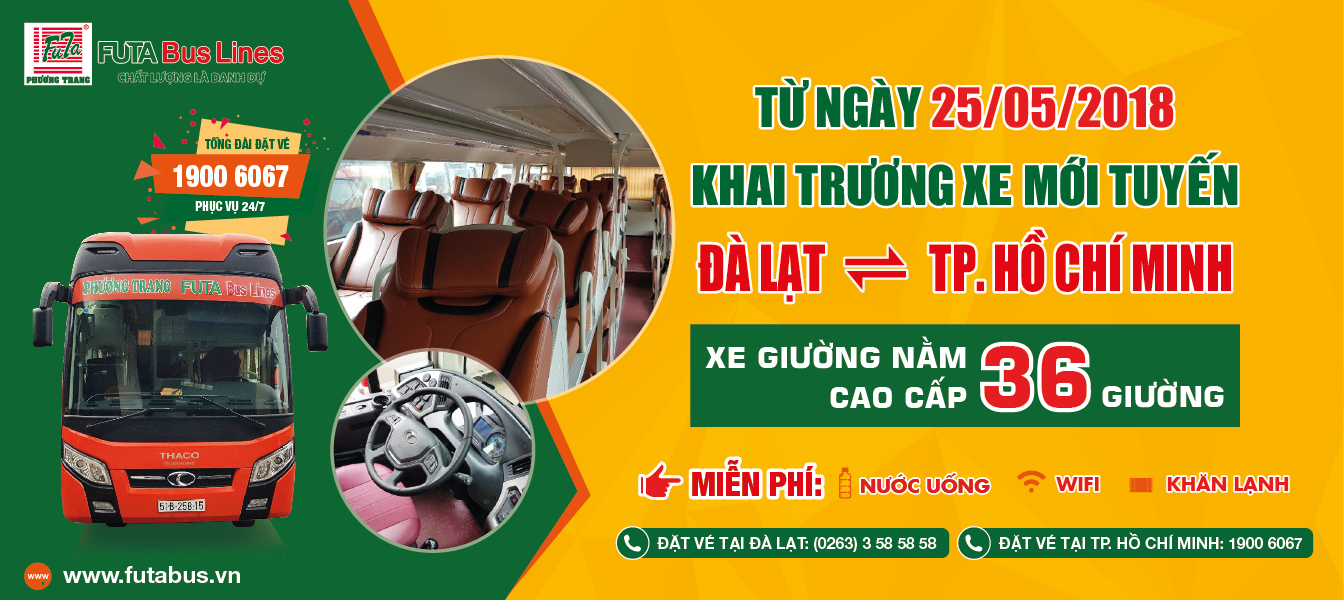 FuTa
PHƯƠNG TRANG
FUTA Bus Lines
CHẤT LƯỢNG LÀ DANH DỰ
TỔNG ĐÀI ĐẶT VÉ
1900 6067
PHỤC VỤ 24/7
PHƯƠNG TRANG FUTA Bus Lines
THACO
51B-258.15
www www.futabus.vn
TỪ NGÀY 25/05/2018
KHAI TRƯƠNG XE MỚI TUYẾN
ĐÀ LẠT ⇌ TP. HỒ CHÍ MINH
XE GIƯỜNG NẰM
CAO CẤP 36 GIƯỜNG
MIỄN PHÍ: NƯỚC UỐNG WIFI KHĂN LẠNH
ĐẶT VÉ TẠI ĐÀ LẠT: (0263) 3 58 58 58
ĐẶT VÉ TẠI TP. HỒ CHÍ MINH: 1900 6067